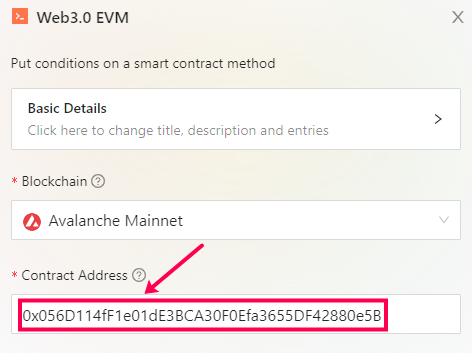 Web3.0 EVM
Put conditions on a smart contract method
Basic Details
Click here to change title, description and entries
* Blockchain
Avalanche Mainnet
* Contract Address
0x056D114fF1e01dE3BCA30F0Efa3655DF42880e5B